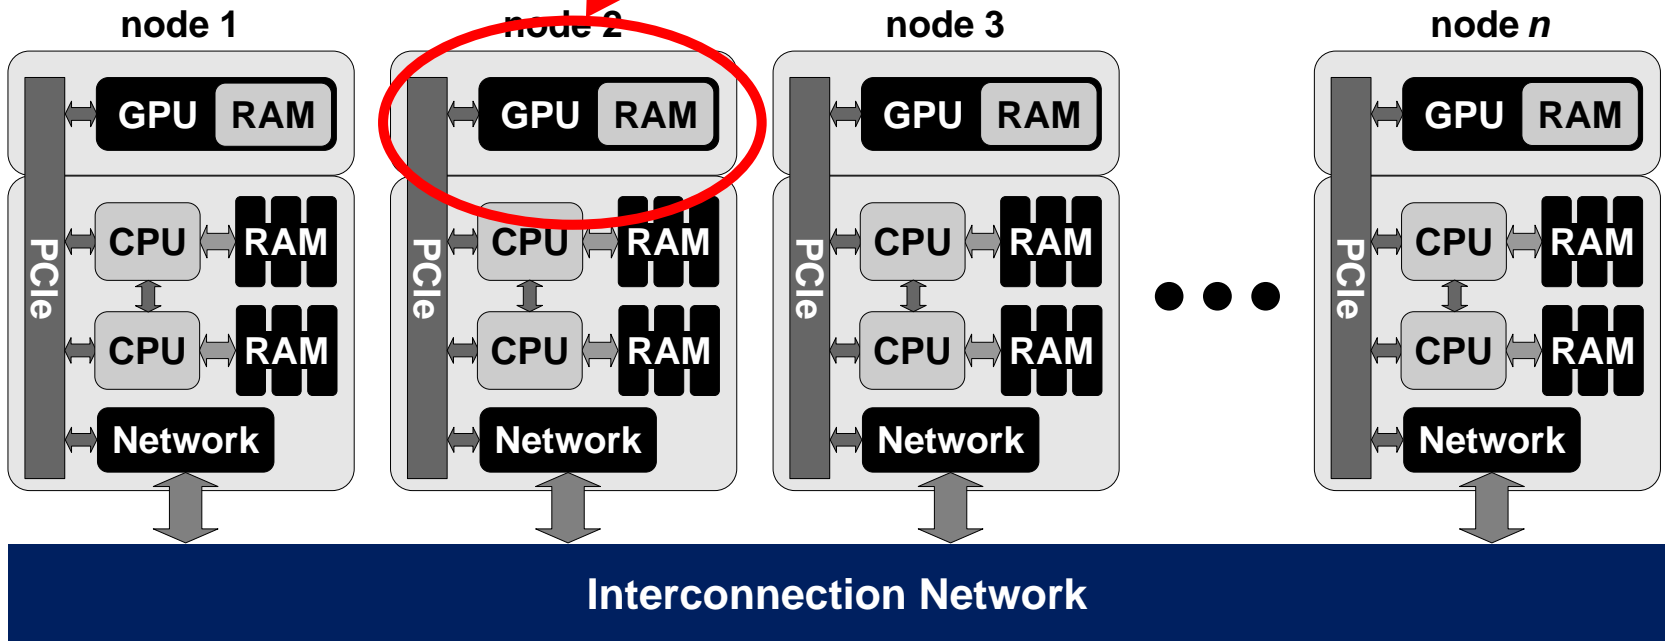 node 1 node 2 node 3 node n
GPU RAM GPU RAM GPU RAM GPU RAM
PCIe PCIe PCIe PCIe
CPU RAM CPU RAM CPU RAM CPU RAM
CPU RAM CPU RAM CPU RAM CPU RAM
Network Network Network Network
Interconnection Network